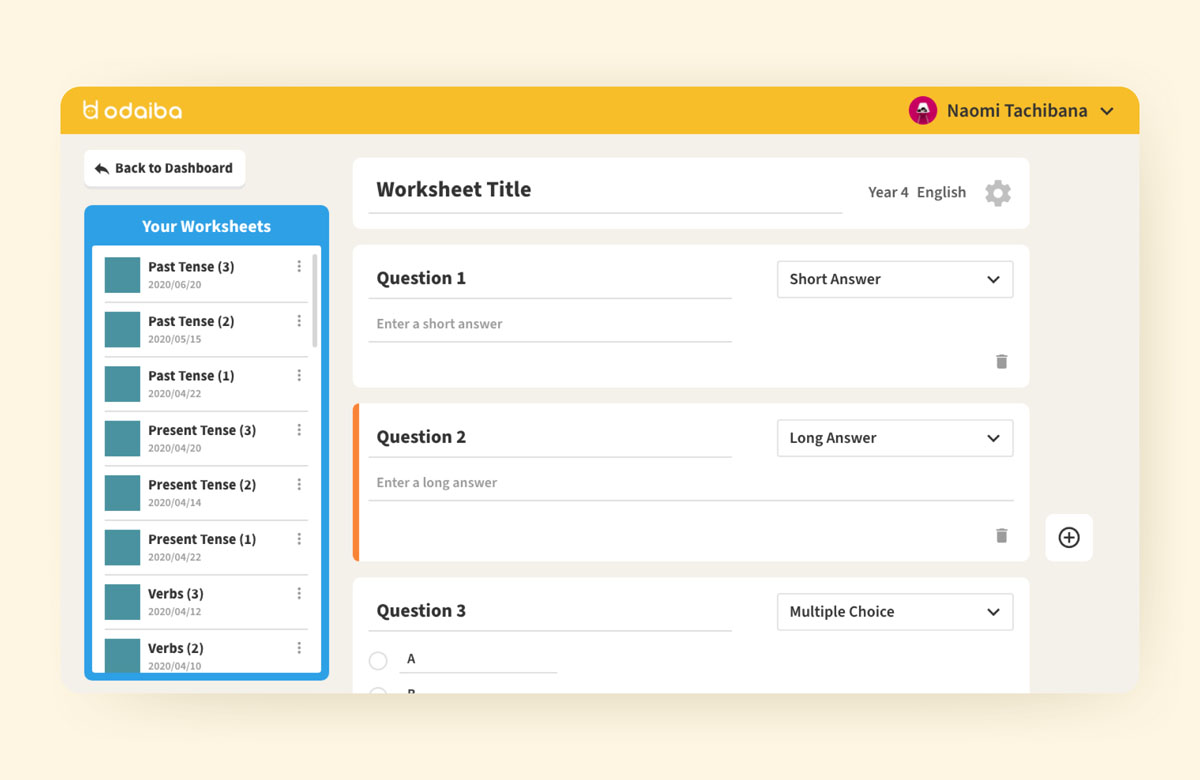 odaiba
Naomi Tachibana
Back to Dashboard
Your Worksheets
Past Tense (3)
2020/06/20
Past Tense (2)
2020/05/15
Past Tense (1)
2020/04/22
Present Tense (3)
2020/04/20
Present Tense (2)
2020/04/14
Present Tense (1)
2020/04/22
Verbs (3)
2020/04/12
Verbs (2)
2020/04/10
Worksheet Title
Year 4 English
Question 1
Short Answer
Enter a short answer
Question 2
Long Answer
Enter a long answer
Question 3
Multiple Choice
A